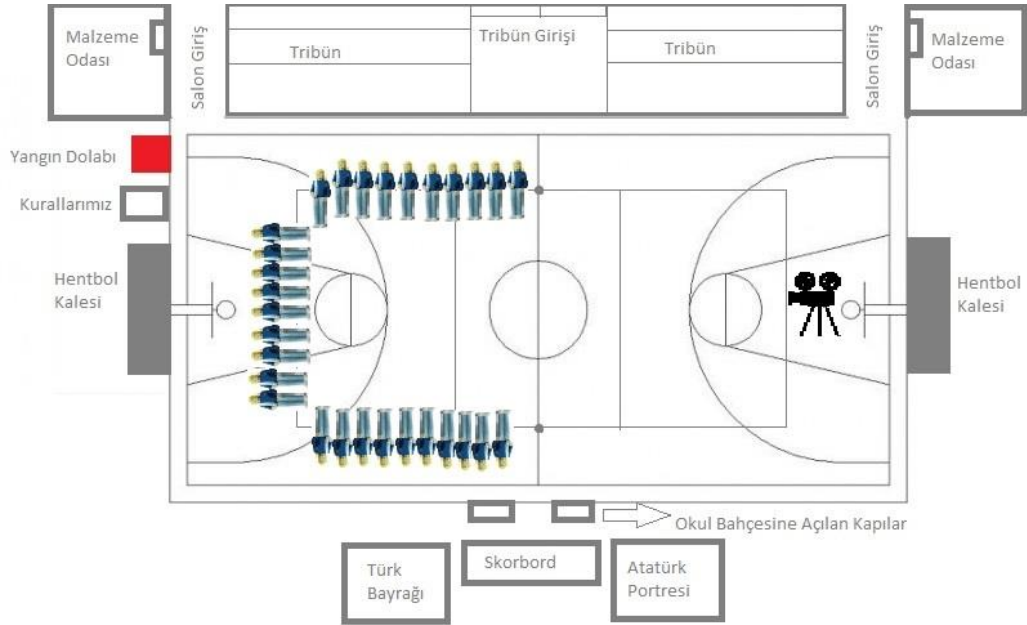 Malzeme
Odası
Salon Giriş
Tribün
Tribün Girişi
Tribün
Salon Giriş
Malzeme
Odası
Yangın Dolabı
Kurallarımız
Hentbol
Kalesi
Hentbol
Kalesi
Okul Bahçesine Açılan Kapılar
Türk
Bayrağı
Skorbord
Atatürk
Portresi